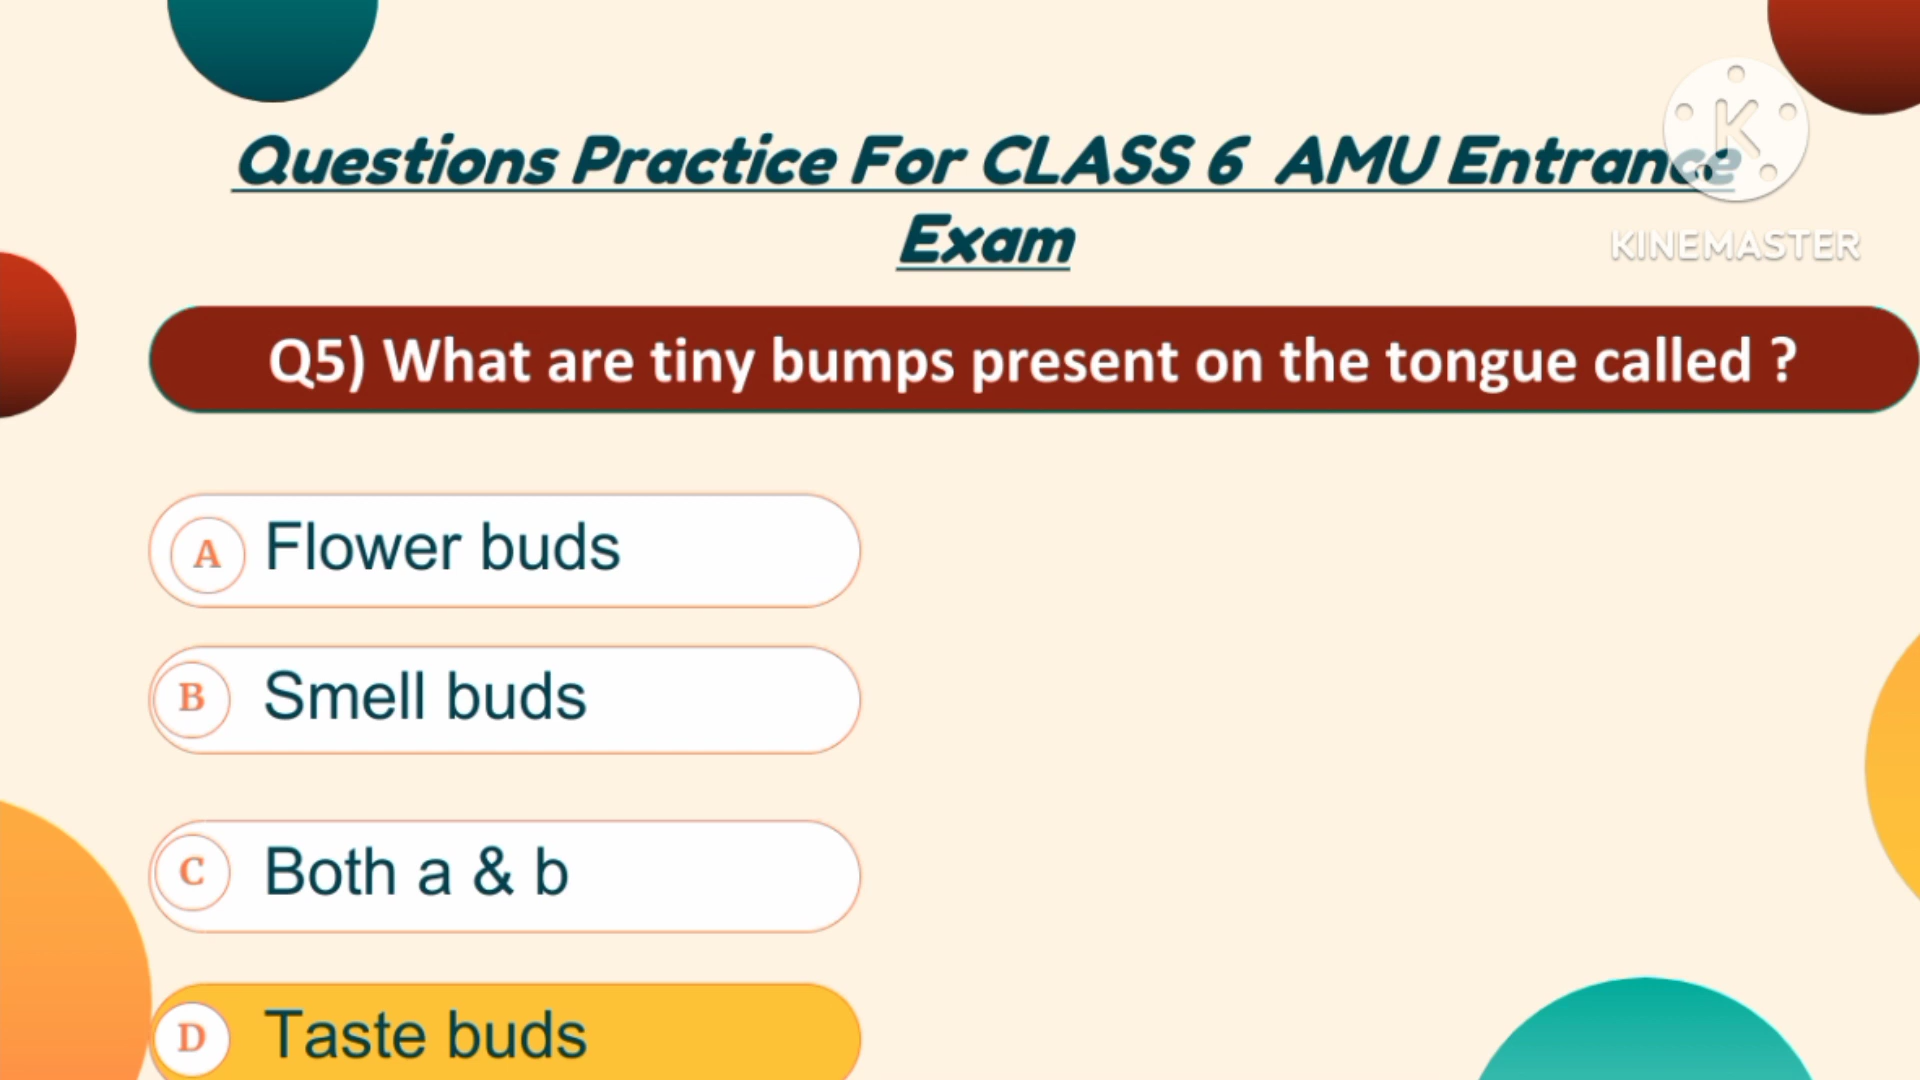 Questions Practice For CLASS 6 AMU Entrance
Exam
K
KINEMASTER
Q5) What are tiny bumps present on the tongue called ?
A Flower buds
B Smell buds
C Both a & b
D Taste buds